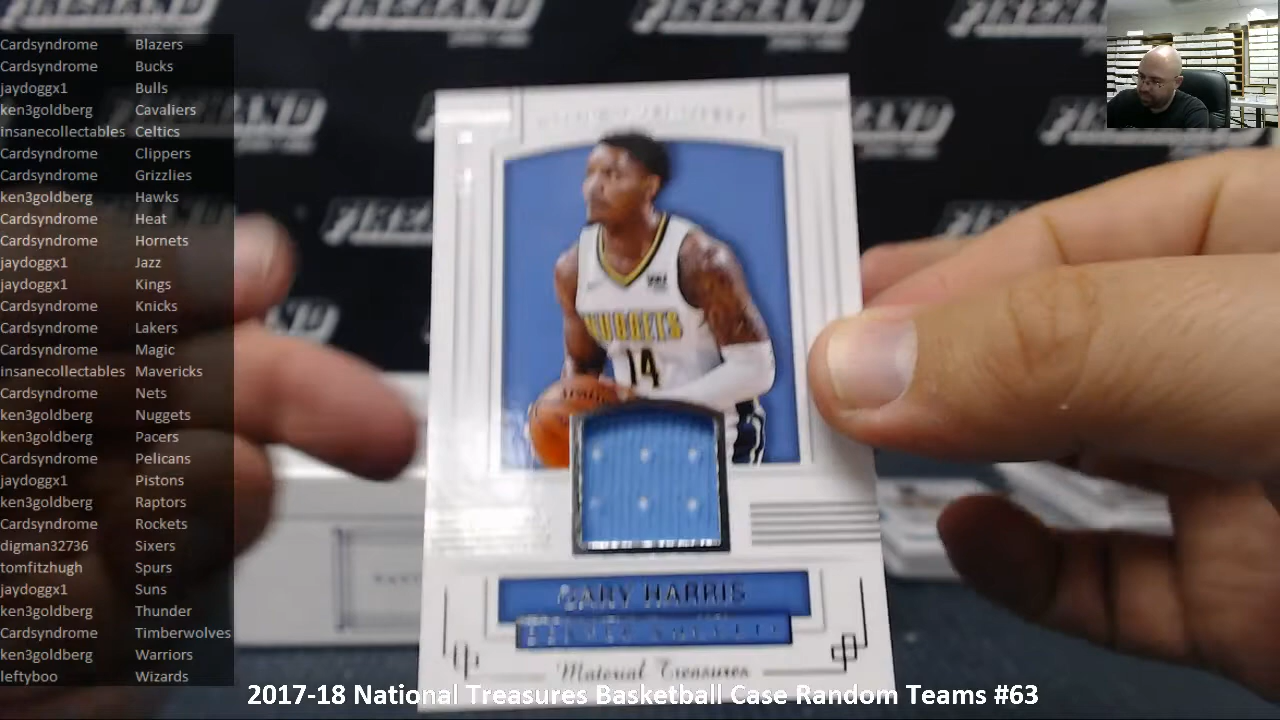 Cardsyndrome Blazers
Cardsyndrome Bucks
jaydoggx1 Bulls
ken3goldberg Cavaliers
insanecollectables Celtics
Cardsyndrome Clippers
Cardsyndrome Grizzlies
ken3goldberg Hawks
Cardsyndrome Heat
Cardsyndrome Hornets
jaydoggx1 Jazz
jaydoggx1 Kings
Cardsyndrome Knicks
Cardsyndrome Lakers
Cardsyndrome Magic
insanecollectables Mavericks
Cardsyndrome Nets
ken3goldberg Nuggets
ken3goldberg Pacers
Cardsyndrome Pelicans
jaydoggx1 Pistons
ken3goldberg Raptors
Cardsyndrome Rockets
digman32736 Sixers
tomfitzhugh Spurs
jaydoggx1 Suns
ken3goldberg Thunder
Cardsyndrome Timberwolves
ken3goldberg Warriors
leftyboo Wizards
NUGGETS
14
GARY HARRIS
DENVER NUGGETS
Material Treasures
2017-18 National Treasures Basketball Case Random Teams #63